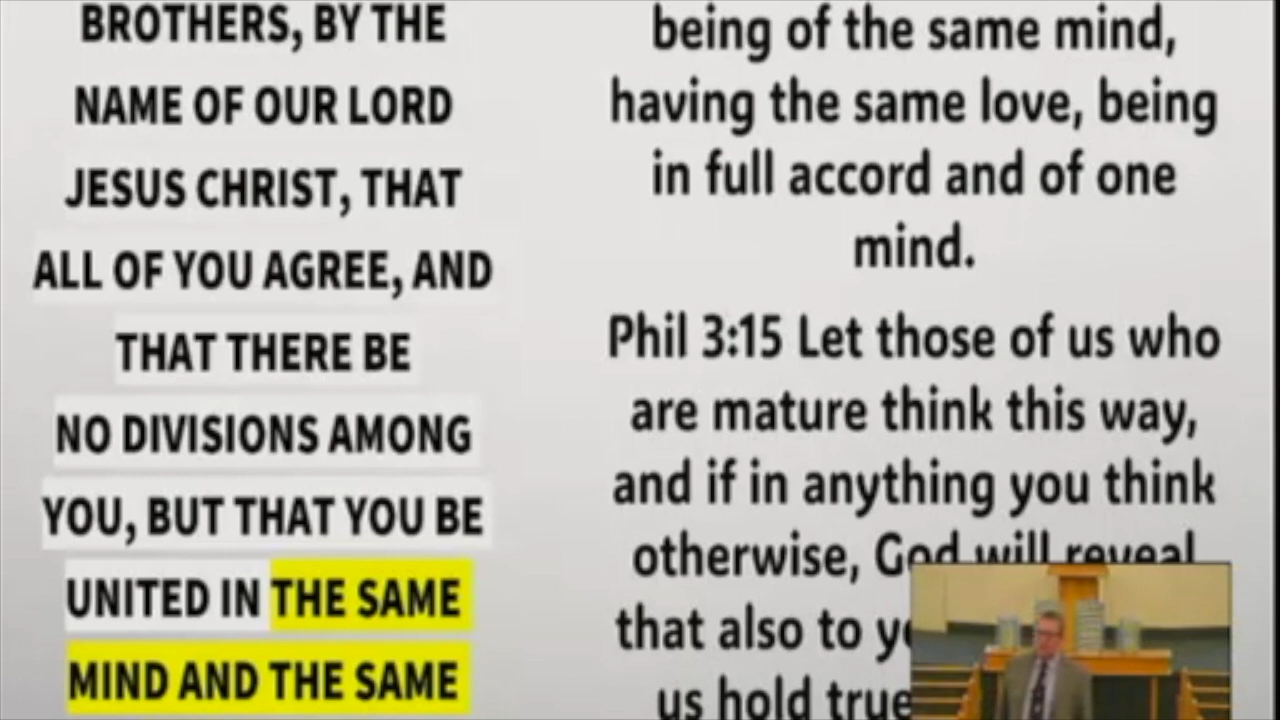 BROTHERS, BY THE
NAME OF OUR LORD
JESUS CHRIST, THAT
ALL OF YOU AGREE, AND
THAT THERE BE
NO DIVISIONS AMONG
YOU, BUT THAT YOU BE
UNITED IN THE SAME
MIND AND THE SAME
being of the same mind,
having the same love, being
in full accord and of one
mind.
Phil 3:15 Let those of us who
are mature think this way,
and if in anything you think
otherwise, God will reveal
that also to
us hold true